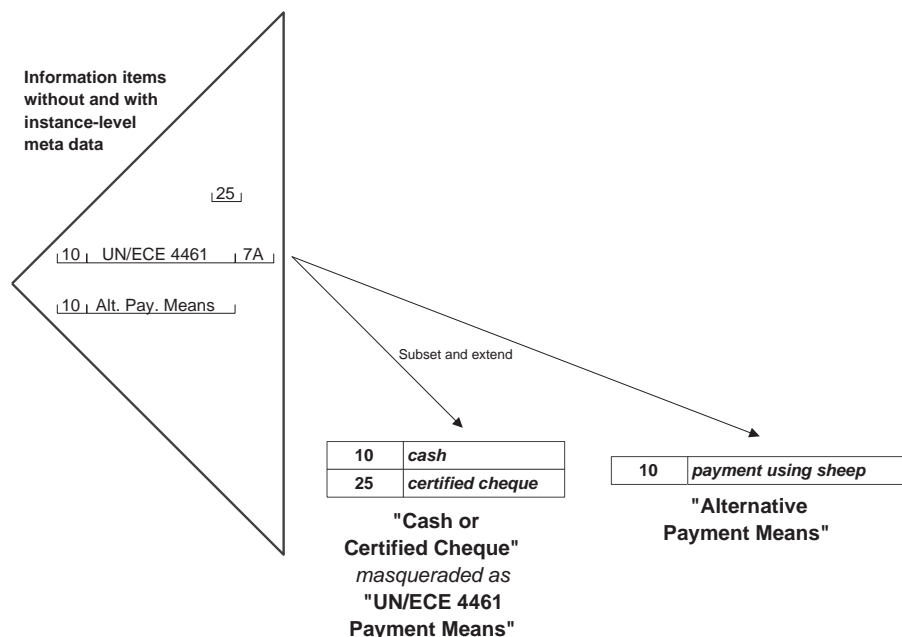 Information items
without and with
instance-level
meta data
25
10 UN/ECE 4461 7A
10 Alt. Pay. Means
Subset and extend
10 cash
25 certified cheque
"Cash or
Certified Cheque"
masqueraded as
"UN/ECE 4461
Payment Means"
10 payment using sheep
"Alternative
Payment Means"